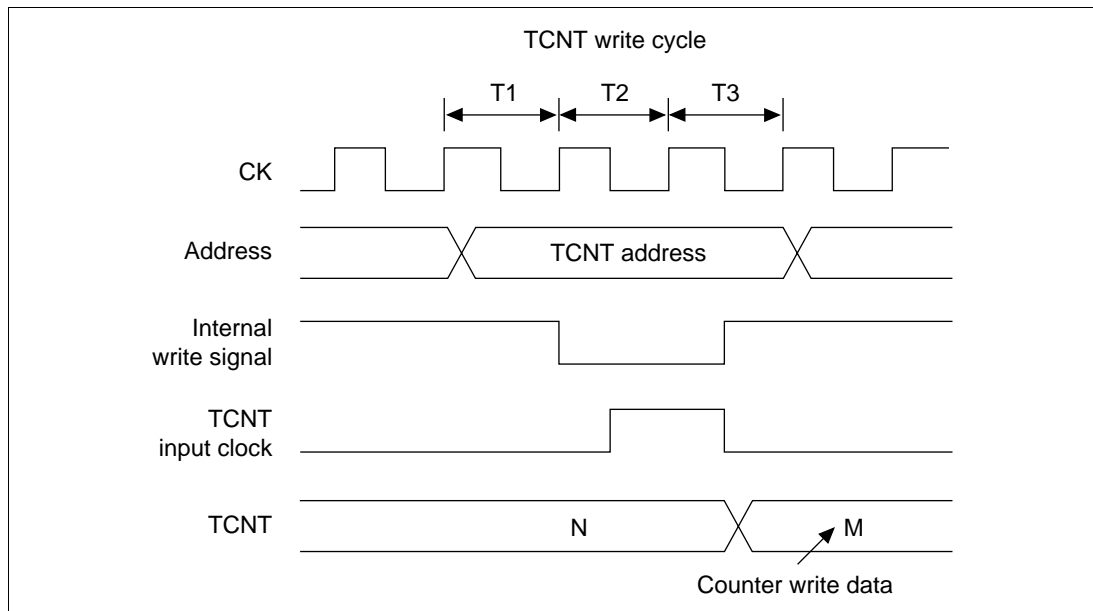 TCNT write cycle
T1 T2 T3
CK
Address
TCNT address
Internal
write signal
TCNT
input clock
TCNT
N
M
Counter write data